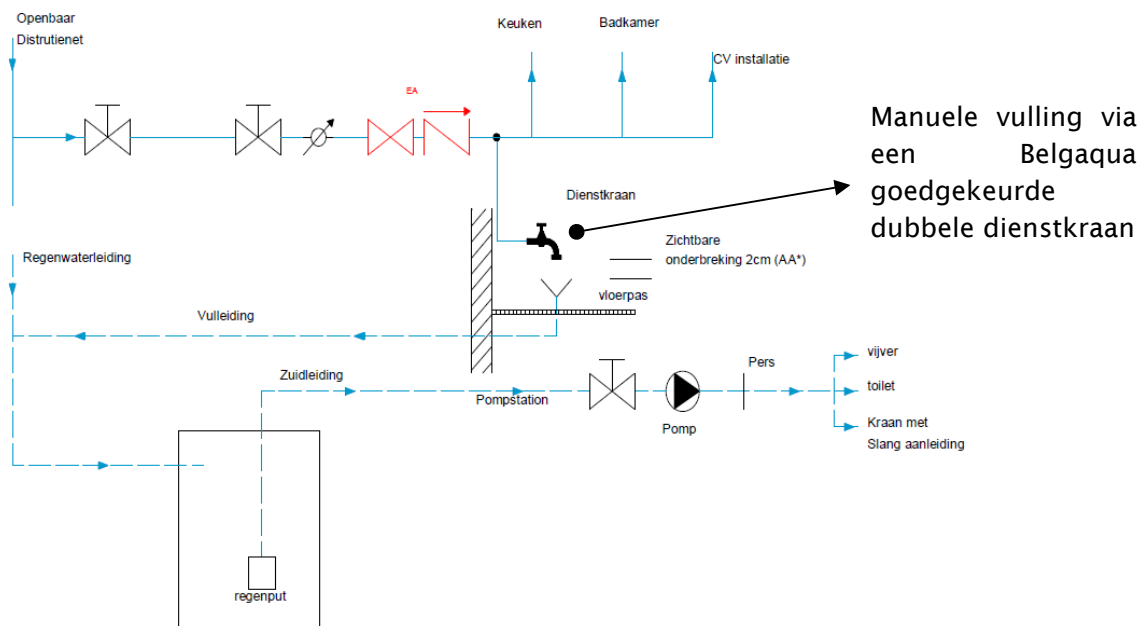 Openbaar
Distrutienet
Keuken
Badkamer
CV installatie
EA
Manuele vulling via
een Belgaqua
goedgekeurde
dubbele dienstkraan
Dienstkraan
Zichtbare
onderbreking 2cm (AA*)
vloerpas
Regenwaterleiding
Vulleiding
Zuidleiding
Pompstation
Pomp
Pers
vijver
toilet
Kraan met
Slang aanleiding
regenput